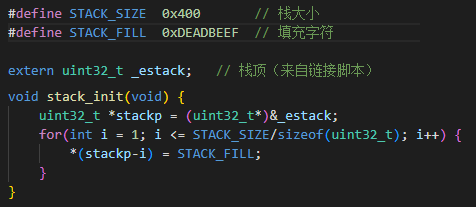 #define STACK_SIZE  0x400      // 栈大小
#define STACK_FILL  0xDEADBEEF  // 填充字符
extern uint32_t _estack;   // 栈顶（来自链接脚本）
void stack_init(void) {
    uint32_t *stackp = (uint32_t*)&_estack;
    for(int i = 1; i <= STACK_SIZE/sizeof(uint32_t); i++) {
        *(stackp-i) = STACK_FILL;
    }
}